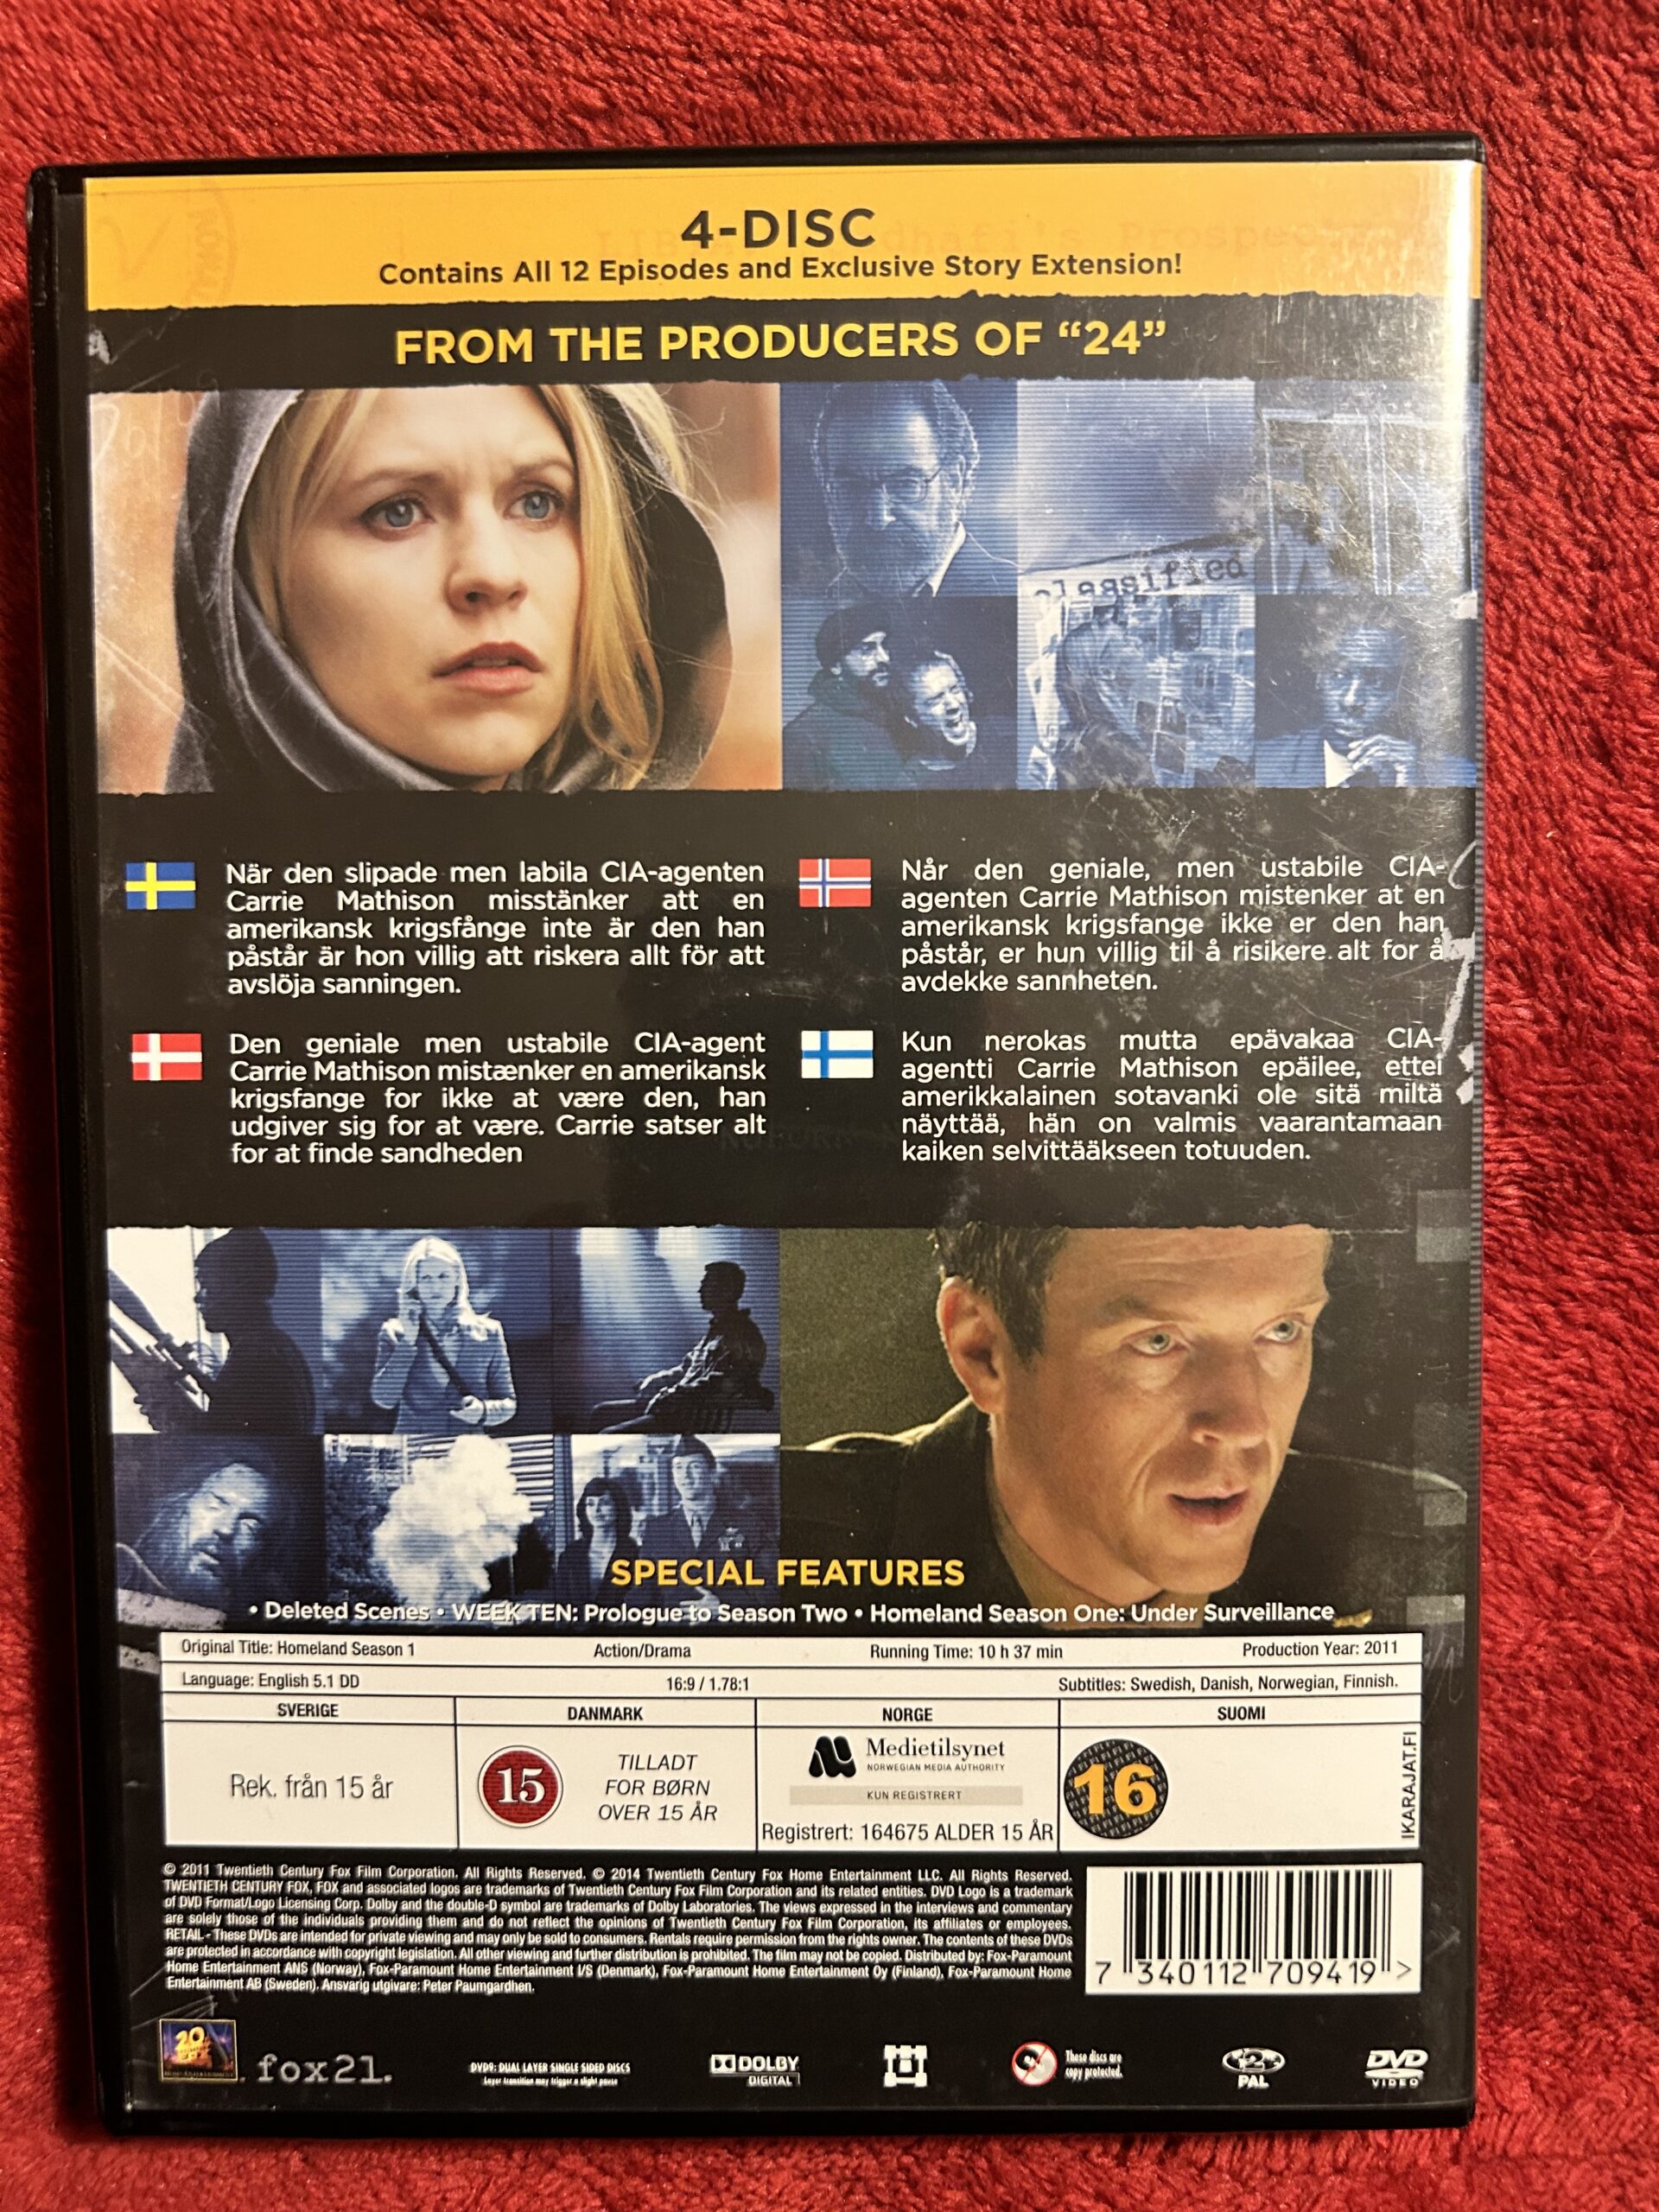 4-DISC
Contains All 12 Episodes and Exclusive Story Extension!
FROM THE PRODUCERS OF “24”
classified
När den slipade men labila CIA-agenten
Carrie Mathison misstänker att en
amerikansk krigsfånge inte är den han
påstår är hon villig att riskera allt för att
avslöja sanningen.
Når den geniale, men ustabile CIA-
agenten Carrie Mathison mistenker at en
amerikansk krigsfange ikke er den han
påstår, er hun villig til å risikere alt for å
avdekke sannheten.
Den geniale men ustabile CIA-agent
Carrie Mathison mistænker en amerikansk
krigsfange for ikke at være den, han
udgiver sig for at være. Carrie satser alt
for at finde sandheden
Kun nerokas mutta epävakaa CIA-
agentti Carrie Mathison epäilee, ettei
amerikkalainen sotavanki ole sitä miltä
näyttää, hän on valmis vaarantamaan
kaiken selvittääkseen totuuden.
SPECIAL FEATURES
• Deleted Scenes • WEEK TEN: Prologue to Season Two • Homeland Season One: Under Surveillance
Original Title: Homeland Season 1 Action/Drama Running Time: 10 h 37 min Production Year: 2011
Language: English 5.1 DD 16:9 / 1.78:1 Subtitles: Swedish, Danish, Norwegian, Finnish.
SVERIGE DANMARK NORGE SUOMI
Rek. från 15 år
15
TILLADT
FOR BØRN
OVER 15 ÅR
Medietilsynet
NORWEGIAN MEDIA AUTHORITY
KUN REGISTRERT
Registrert: 164675 ALDER 15 ÅR
16
IKARAJAT.FI
© 2011 Twentieth Century Fox Film Corporation. All Rights Reserved. © 2014 Twentieth Century Fox Home Entertainment LLC. All Rights Reserved.
TWENTIETH CENTURY FOX, FOX and associated logos are trademarks of Twentieth Century Fox Film Corporation and its related entities. DVD Logo is a trademark
of DVD Format/Logo Licensing Corp. Dolby and the double-D symbol are trademarks of Dolby Laboratories. The views expressed in the interviews and commentary
are solely those of the individuals providing them and do not reflect the opinions of Twentieth Century Fox Film Corporation, its affiliates or employees.
RETAIL - These DVDs are intended for private viewing and may only be sold to consumers. Rentals require permission from the rights owner. The contents of these DVDs
are protected in accordance with copyright legislation. All other viewing and further distribution is prohibited. The film may not be copied. Distributed by: Fox-Paramount
Home Entertainment ANS (Norway), Fox-Paramount Home Entertainment I/S (Denmark), Fox-Paramount Home Entertainment Oy (Finland), Fox-Paramount Home
Entertainment AB (Sweden). Ansvarig utgivare: Peter Paumgardhen.
7 340112 709419 >
20
fox21.
DVD9: DUAL LAYER SINGLE SIDED DISCS
Layer transition may trigger a slight pause
DOLBY
DIGITAL
These discs are
copy protected.
2
PAL
DVD
VIDEO